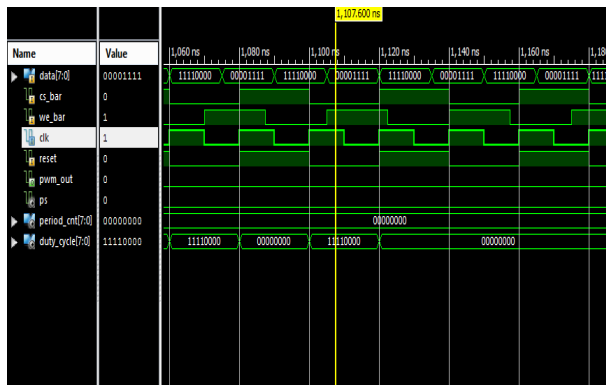 1,107.600 ns
Name Value 1,060 ns 1,080 ns 1,100 ns 1,120 ns 1,140 ns 1,160 ns 1,18
data[7:0] 00001111 11110000 00001111 11110000 00001111 11110000 00001111 11110000 00001111 111
cs_bar 0
we_bar 1
clk 1
reset 0
pwm_out 0
ps 0
period_cnt[7:0] 00000000 00000000
duty_cycle[7:0] 11110000 11110000 00000000 11110000 00000000